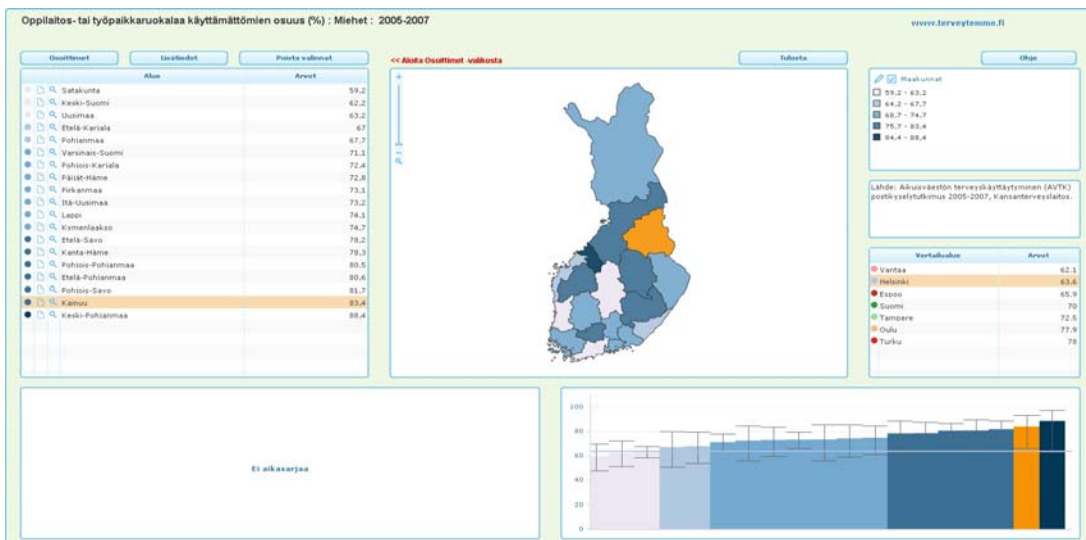 Oppilaitos- tai työpaikkaruokalaa käyttämättömien osuus (%) : Miehet : 2005-2007
www.terveytemme.fi
Osoittimet Lisätiedot Poista valinnat << Aloita Osoittimet -valikosta Tulosta Ohje
Alue Arvot
Satakunta 59,2
Keski-Suomi 62,2
Uusimaa 63,2
Etelä-Karjala 67
Pohjanmaa 67,7
Varsinais-Suomi 71,1
Pohjois-Karjala 72,4
Päijät-Häme 72,8
Pirkanmaa 73,1
Itä-Uusimaa 73,2
Lappi 74,1
Kymenlaakso 74,7
Etelä-Savo 78,2
Kanta-Häme 78,3
Pohjois-Pohjanmaa 80,5
Etelä-Pohjanmaa 80,6
Pohjois-Savo 81,7
Kainuu 83,4
Keski-Pohjanmaa 88,4
Maakunnat
59,2 - 63,2
64,2 - 67,7
68,7 - 74,7
75,7 - 83,4
84,4 - 88,4
Lähde: Aikuisväestön terveyskäyttäytyminen (AVTK)
postikyselytutkimus 2005-2007, Kansanterveyslaitos.
Vertailualue Arvot
Vantaa 62.1
Helsinki 63.6
Espoo 65.9
Suomi 70
Tampere 72.5
Oulu 77.9
Turku 78
Ei aikasarjaa
100
80
60
40
20
0